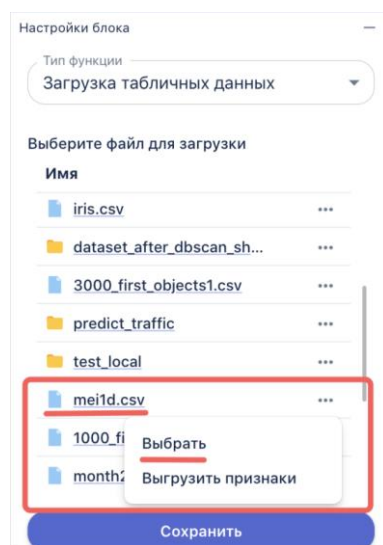 Настройки блока
Тип функции
Загрузка табличных данных
Выберите файл для загрузки
Имя
iris.csv
dataset_after_dbscan_sh...
3000_first_objects1.csv
predict_traffic
test_local
mei1d.csv
1000_fi
Выбрать
month2
Выгрузить признаки
Сохранить